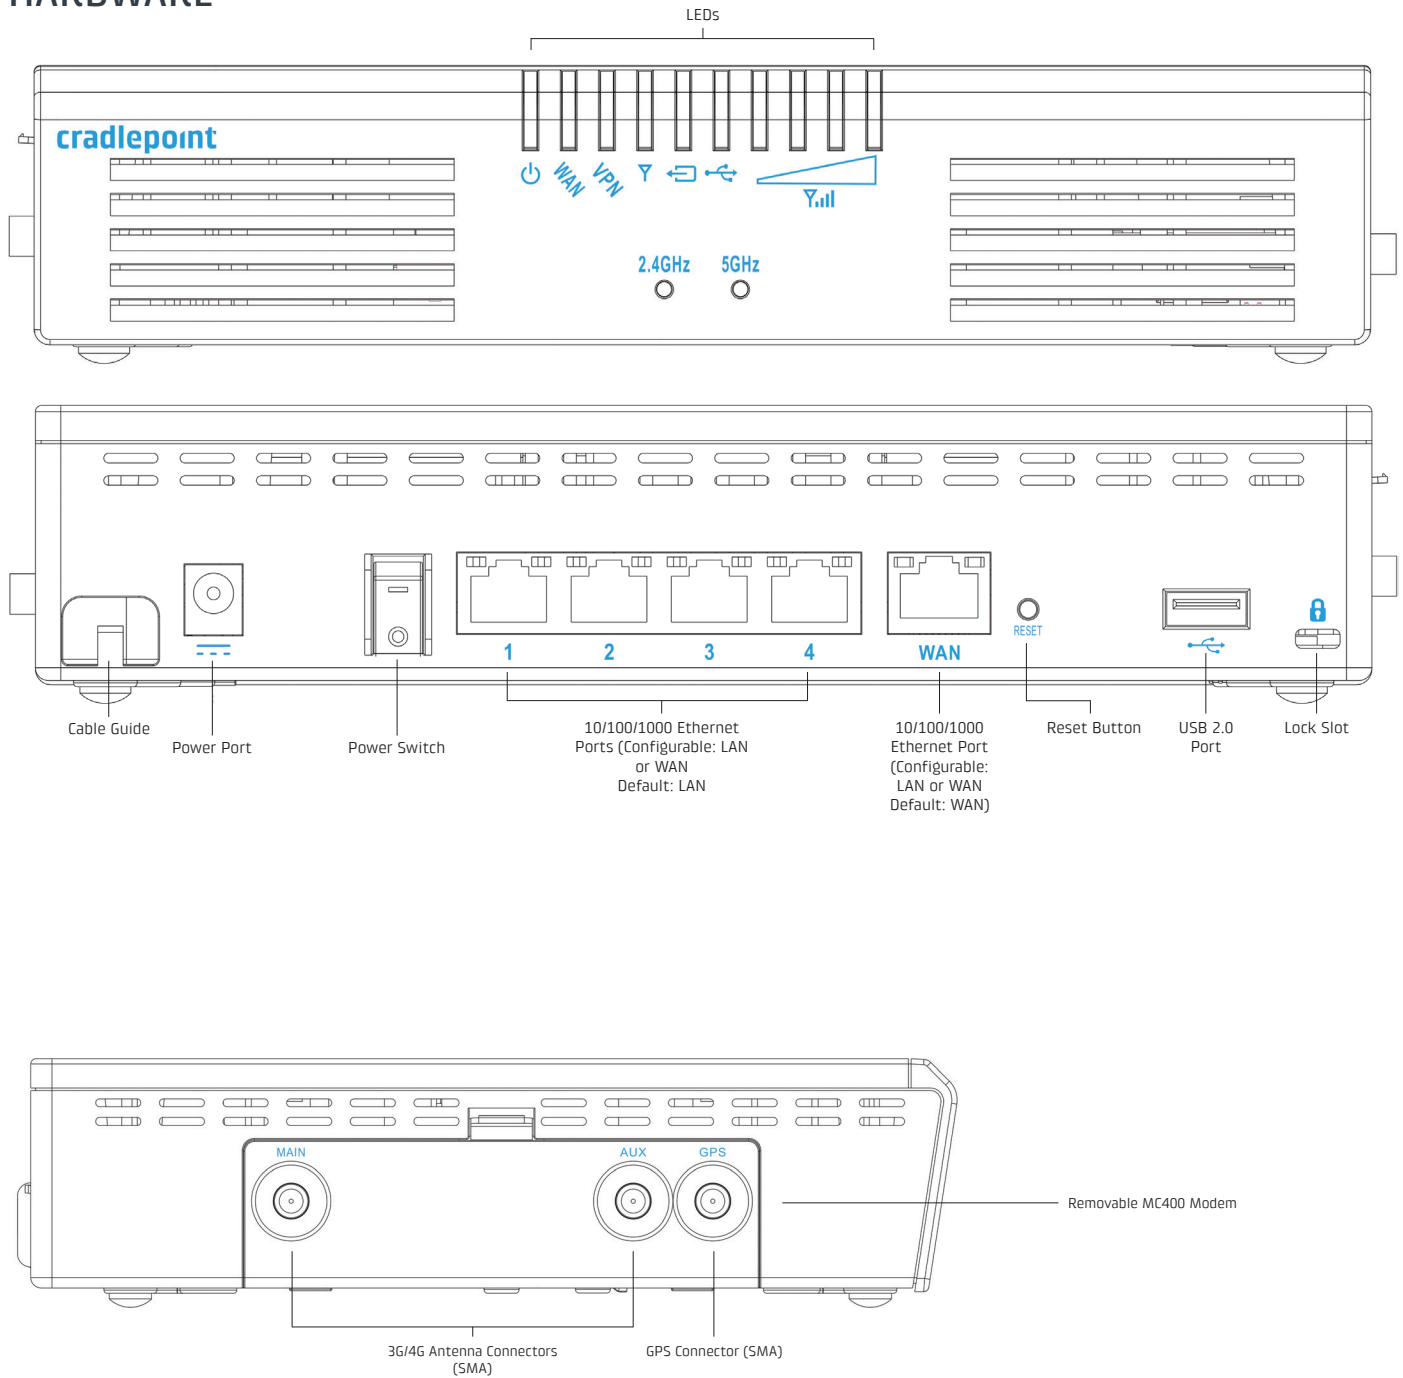 HARDWARE
LEDs
cradlepoint
WAN VPN
2.4GHz 5GHz
RESET
1 2 3 4 WAN
Cable Guide
Power Port
Power Switch
10/100/1000 Ethernet
Ports (Configurable: LAN
or WAN
Default: LAN
10/100/1000
Ethernet Port
(Configurable:
LAN or WAN
Default: WAN)
Reset Button
USB 2.0
Port
Lock Slot
MAIN AUX GPS
Removable MC400 Modem
3G/4G Antenna Connectors
(SMA)
GPS Connector (SMA)